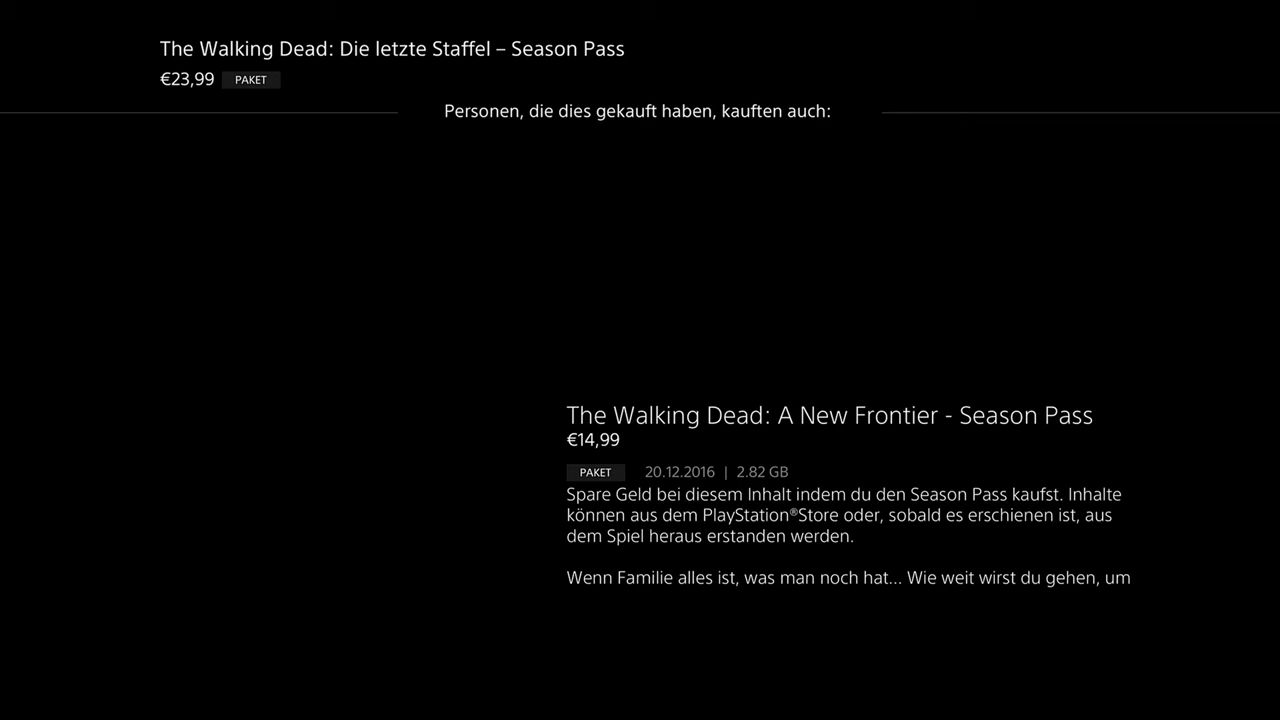 The Walking Dead: Die letzte Staffel – Season Pass
€23,99 PAKET
Personen, die dies gekauft haben, kauften auch:
The Walking Dead: A New Frontier - Season Pass
€14,99
PAKET 20.12.2016 | 2.82 GB
Spare Geld bei diesem Inhalt indem du den Season Pass kaufst. Inhalte
können aus dem PlayStation®Store oder, sobald es erschienen ist, aus
dem Spiel heraus erstanden werden.
Wenn Familie alles ist, was man noch hat... Wie weit wirst du gehen, um